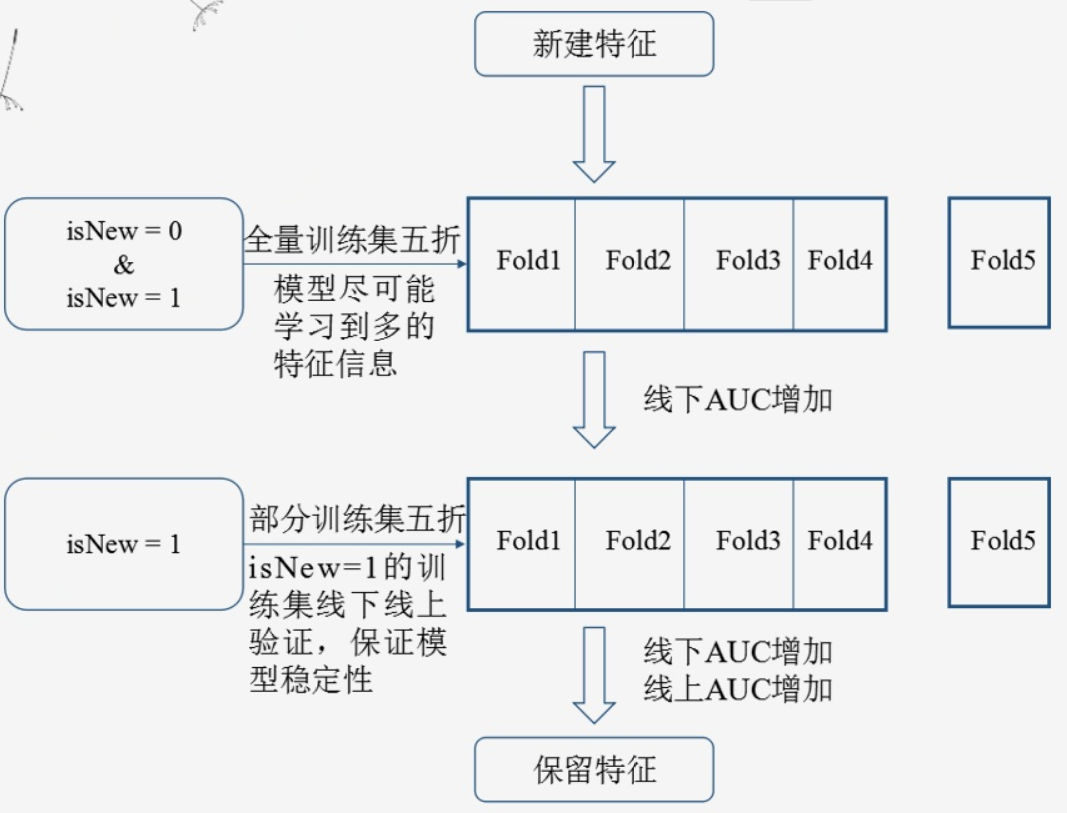 新建特征
isNew = 0
&
isNew = 1
全量训练集五折
模型尽可能
学习到多的
特征信息
Fold1
Fold2
Fold3
Fold4
Fold5
线下AUC增加
isNew = 1
部分训练集五折
isNew=1的训
练集线下线上
验证，保证模
型稳定性
Fold1
Fold2
Fold3
Fold4
Fold5
线下AUC增加
线上AUC增加
保留特征